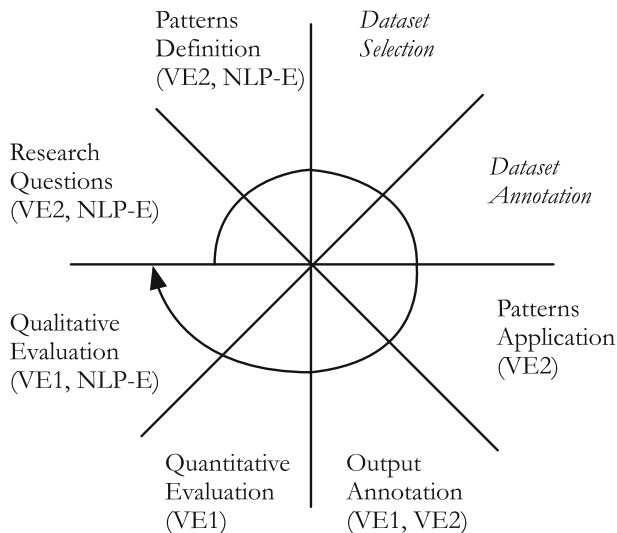 Patterns
Definition
(VE2, NLP-E)
Dataset
Selection
Research
Questions
(VE2, NLP-E)
Dataset
Annotation
Qualitative
Evaluation
(VE1, NLP-E)
Patterns
Application
(VE2)
Quantitative
Evaluation
(VE1)
Output
Annotation
(VE1, VE2)